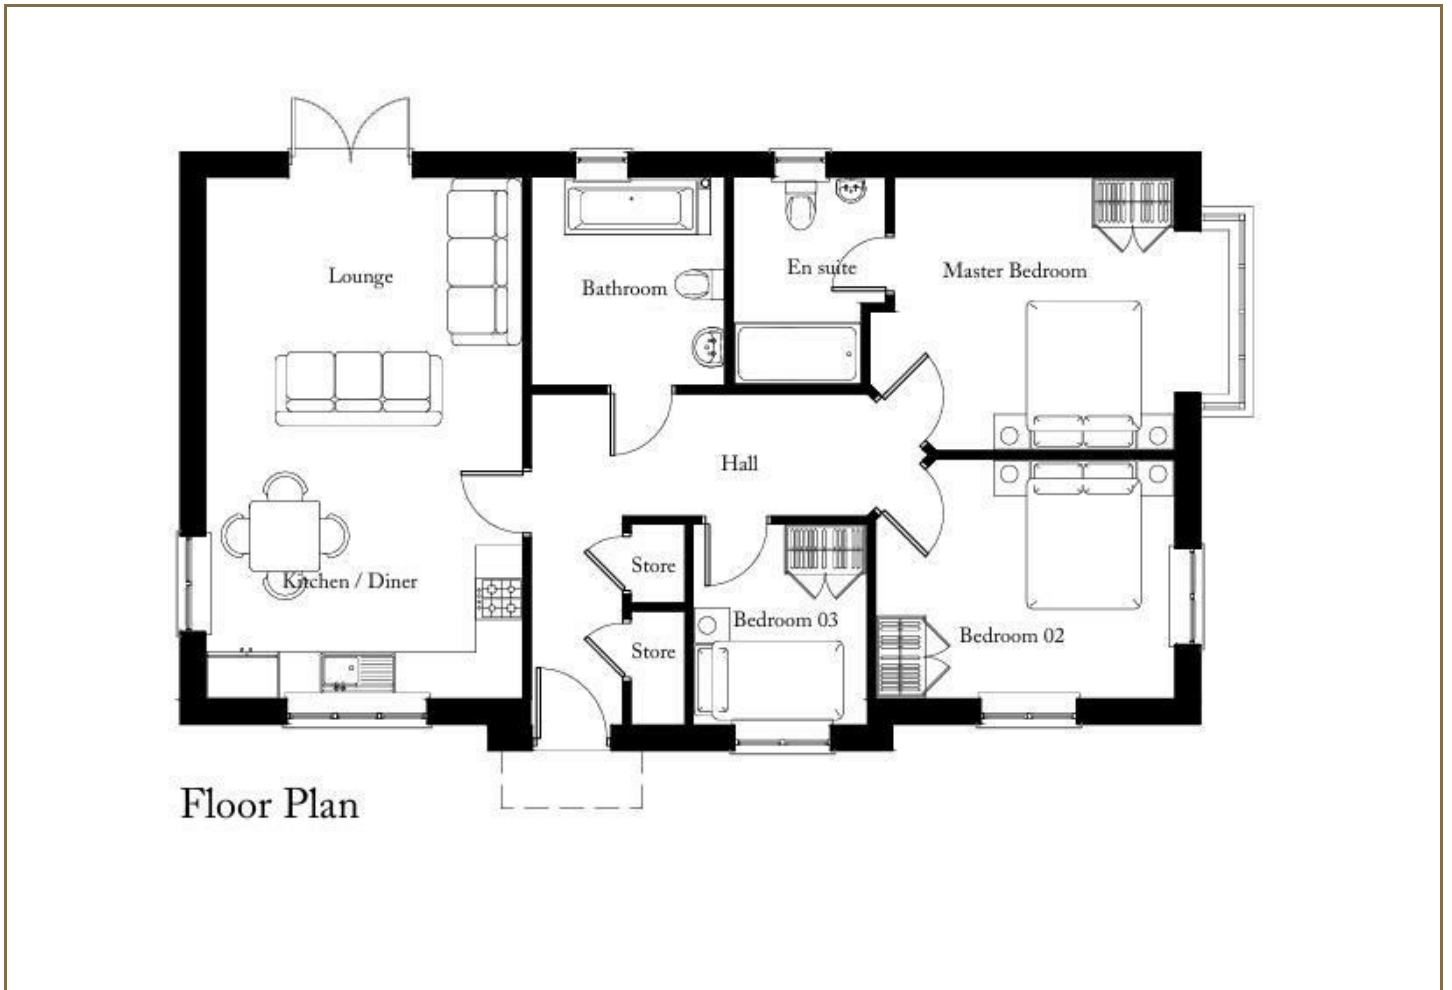 Lounge
Bathroom
En suite
Master Bedroom
Hall
Kitchen / Diner
Store
Store
Bedroom 03
Bedroom 02
Floor Plan